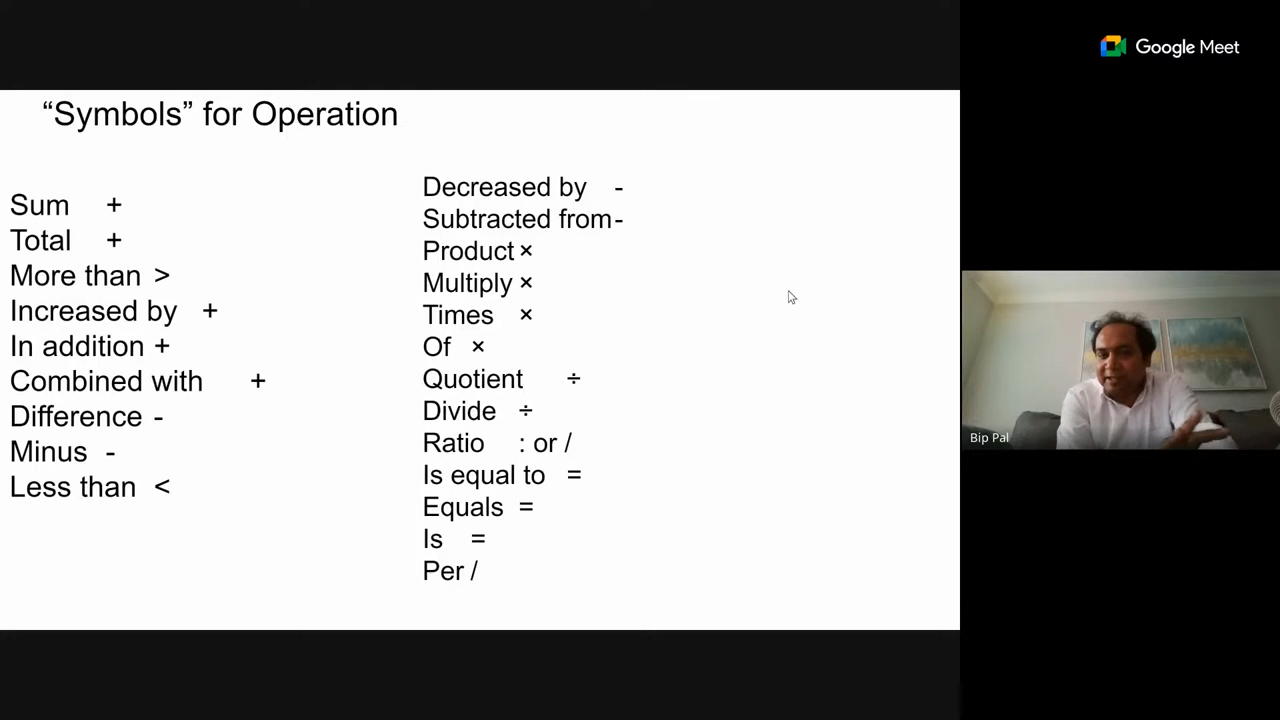 “Symbols” for Operation
Sum +
Total +
More than >
Increased by +
In addition +
Combined with +
Difference -
Minus -
Less than <
Decreased by -
Subtracted from-
Product ×
Multiply ×
Times ×
Of ×
Quotient ÷
Divide ÷
Ratio : or /
Is equal to =
Equals =
Is =
Per /
Google Meet
Bip Pal